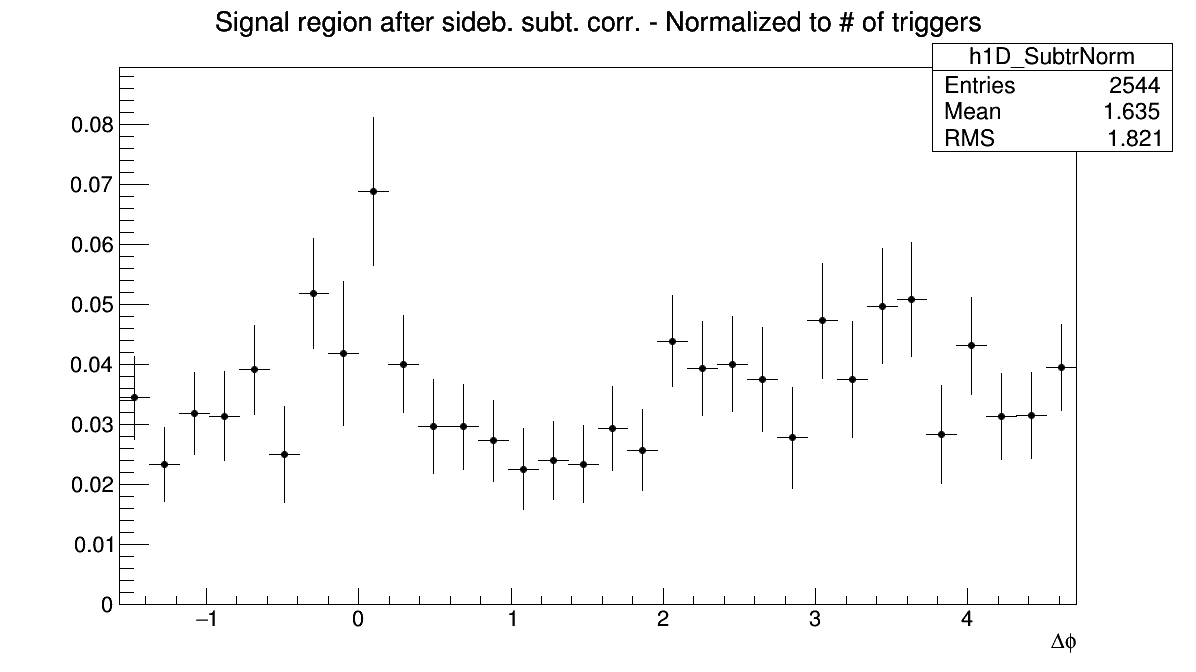 Signal region after sideb. subt. corr. - Normalized to # of triggers
h1D_SubtrNorm
Entries 2544
Mean 1.635
RMS 1.821
0.08
0.07
0.06
0.05
0.04
0.03
0.02
0.01
0
−1 0 1 2 3 4
Δϕ